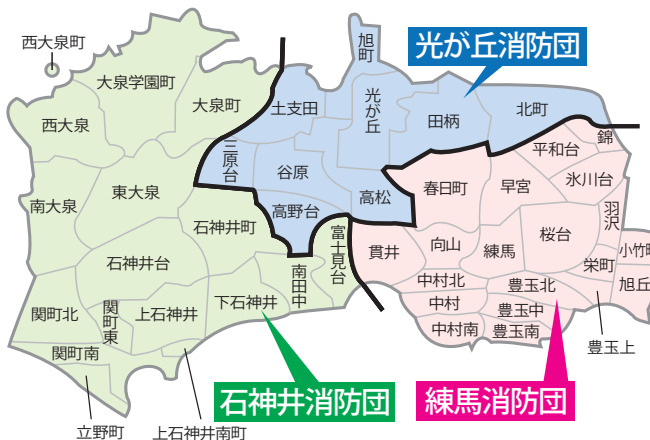 西大泉町
大泉学園町
大泉町
西大泉
旭町
光が丘消防団
土支田
光が丘
田柄
北町
三原台
谷原
高松
高野台
錦
平和台
氷川台
春日町
早宮
羽沢
南大泉
東大泉
石神井町
富士見台
貫井
向山
練馬
桜台
小竹町
栄町
旭丘
石神井台
南田中
中村北
豊玉北
関町北
関町東
上石神井
下石神井
中村
豊玉中
中村南
豊玉南
豊玉上
関町南
石神井消防団
練馬消防団
立野町
上石神井南町